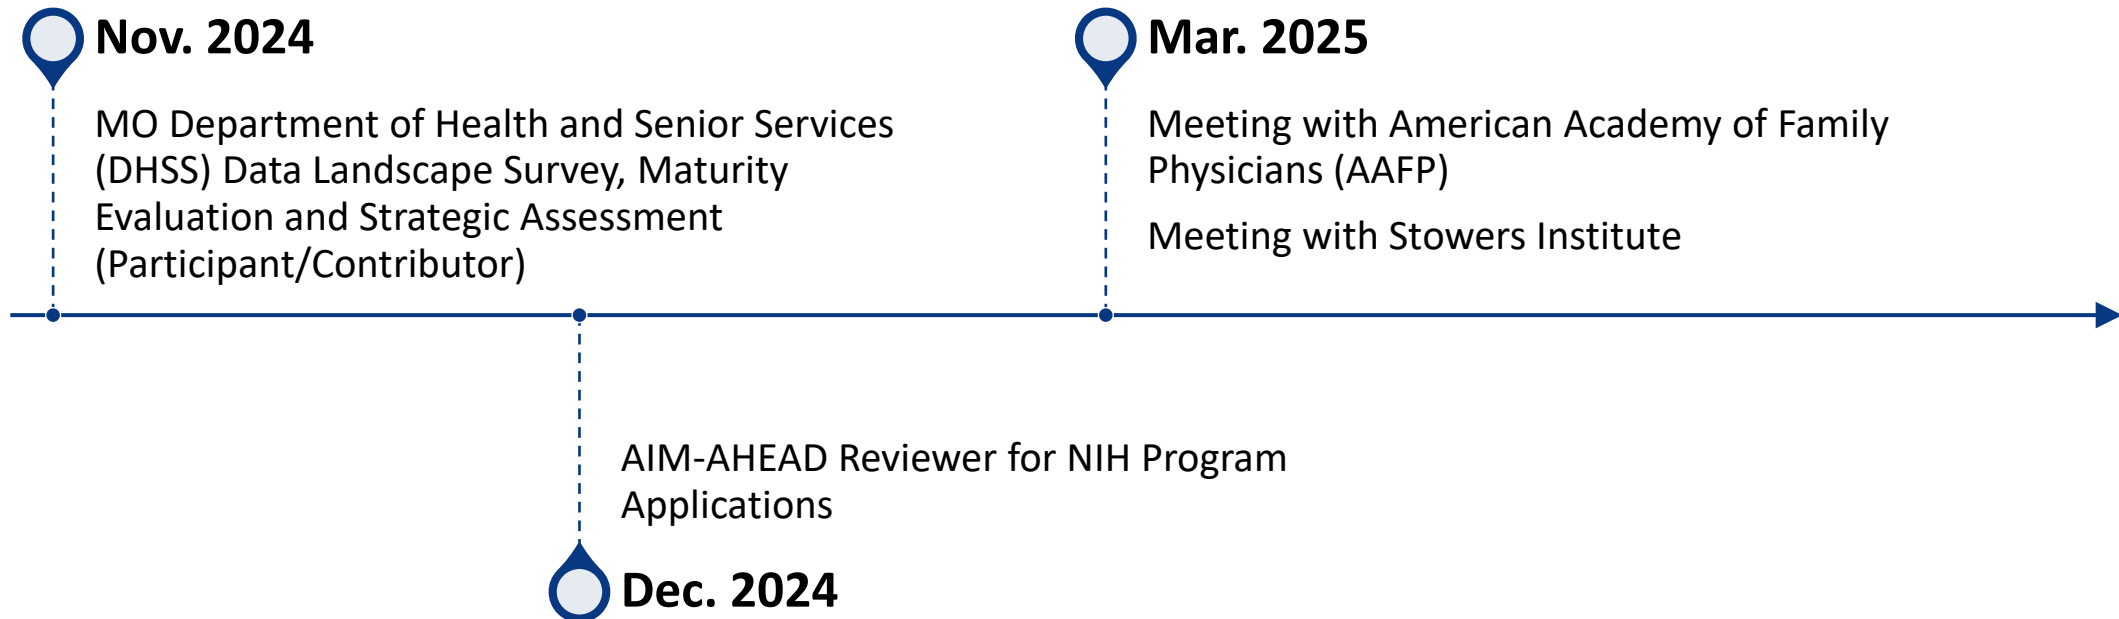 Nov. 2024
MO Department of Health and Senior Services
(DHSS) Data Landscape Survey, Maturity
Evaluation and Strategic Assessment
(Participant/Contributor)
Mar. 2025
Meeting with American Academy of Family
Physicians (AAFP)
Meeting with Stowers Institute
AIM-AHEAD Reviewer for NIH Program
Applications
Dec. 2024